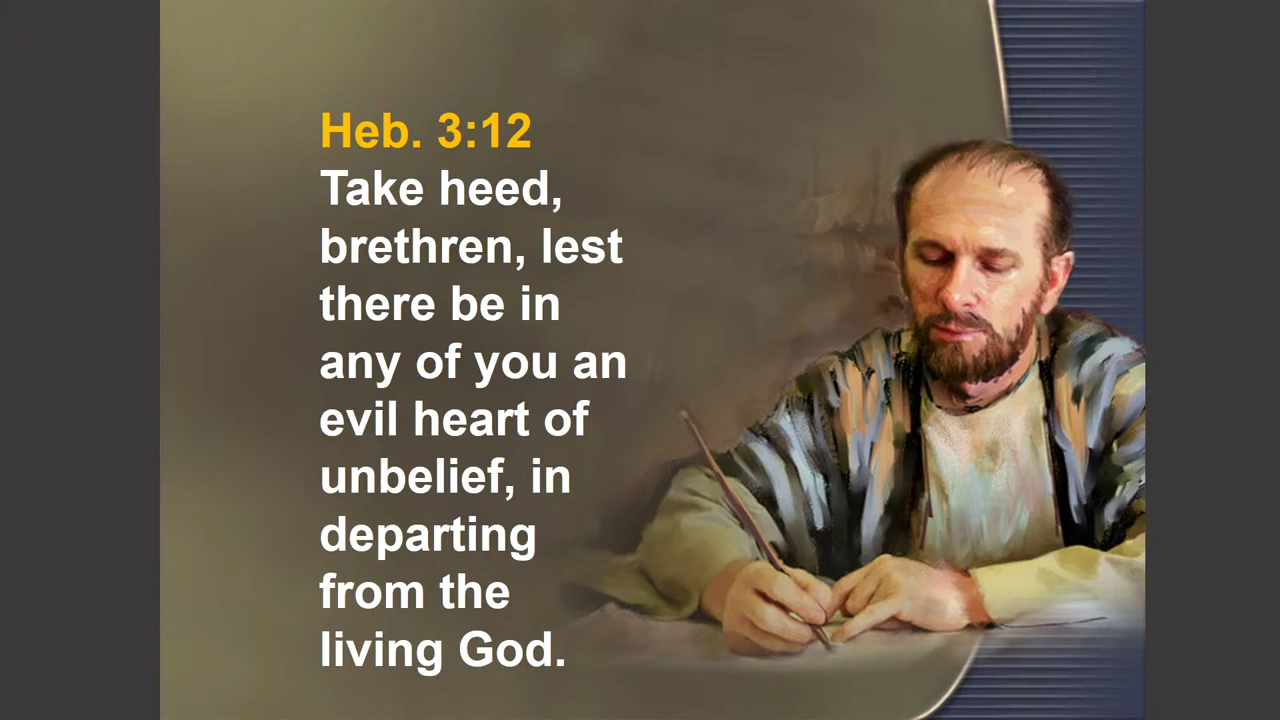 Heb. 3:12
Take heed,
brethren, lest
there be in
any of you an
evil heart of
unbelief, in
departing
from the
living God.